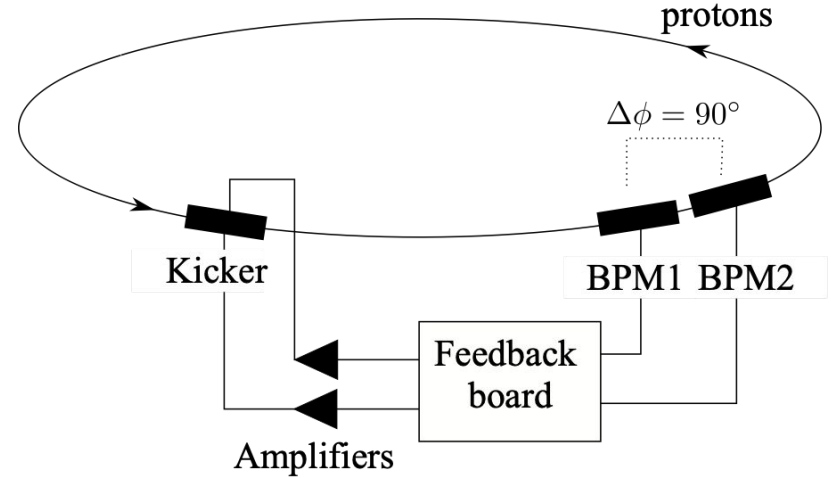 protons
Δϕ = 90°
Kicker
BPM1 BPM2
Feedback
board
Amplifiers